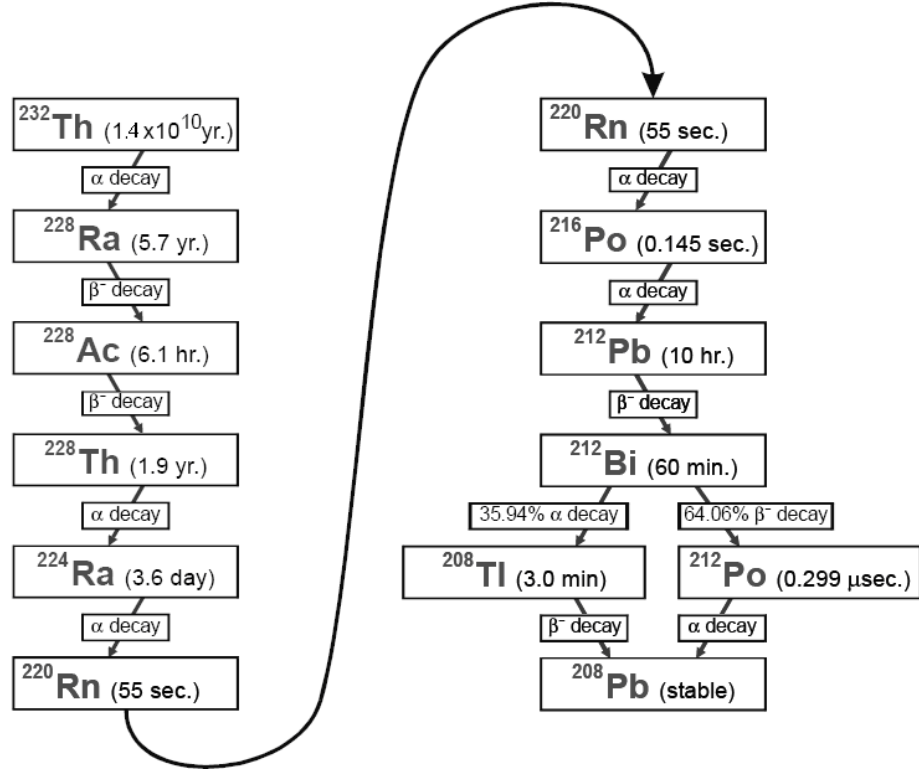 ²³²Th (1.4x10¹⁰yr.)
α decay
²²⁸Ra (5.7 yr.)
β⁻ decay
²²⁸Ac (6.1 hr.)
β⁻ decay
²²⁸Th (1.9 yr.)
α decay
²²⁴Ra (3.6 day)
α decay
²²⁰Rn (55 sec.)
²²⁰Rn (55 sec.)
α decay
²¹⁶Po (0.145 sec.)
α decay
²¹²Pb (10 hr.)
β⁻ decay
²¹²Bi (60 min.)
35.94% α decay
64.06% β⁻ decay
²⁰⁸Tl (3.0 min)
²¹²Po (0.299 μsec.)
β⁻ decay
α decay
²⁰⁸Pb (stable)